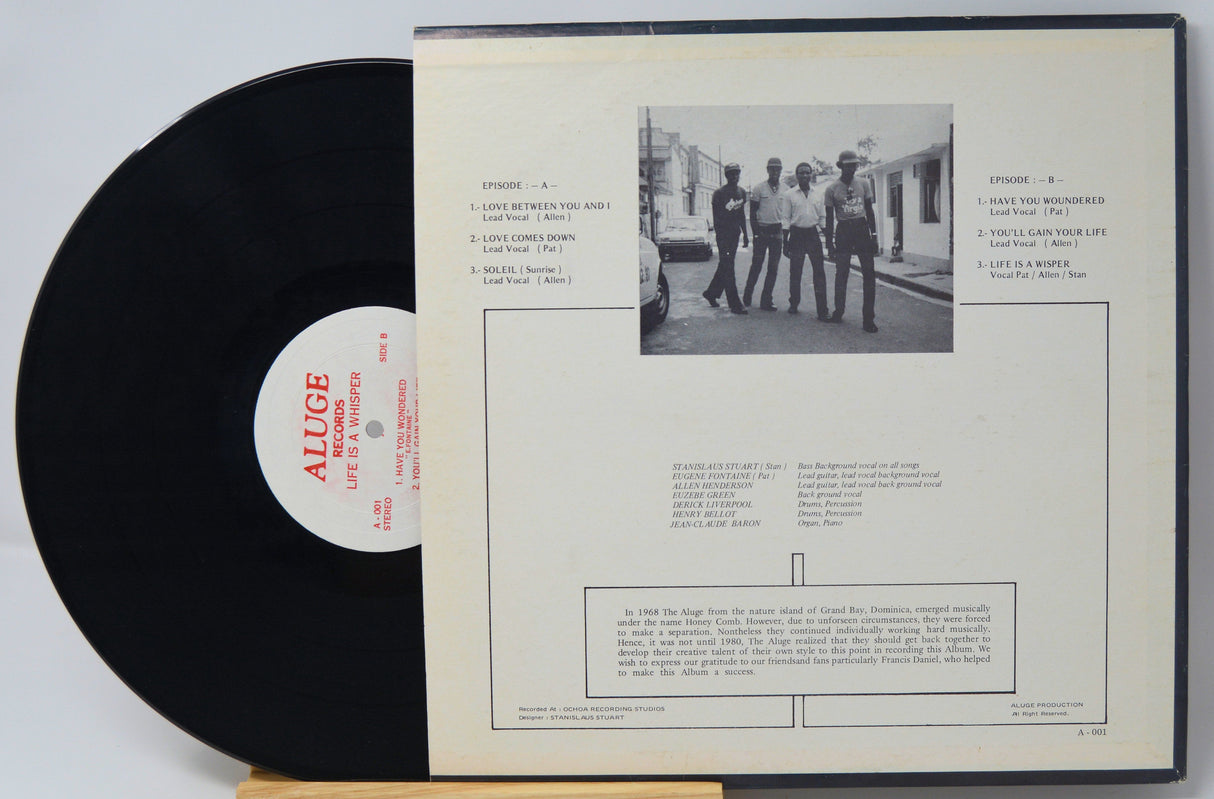 EPISODE : – A –
1.- LOVE BETWEEN YOU AND I
Lead Vocal ( Allen )
2.- LOVE COMES DOWN
Lead Vocal ( Pat )
3.- SOLEIL ( Sunrise )
Lead Vocal ( Allen )
EPISODE : – B –
1.- HAVE YOU WOUNDERED
Lead Vocal ( Pat )
2.- YOU'LL GAIN YOUR LIFE
Lead Vocal ( Allen )
3.- LIFE IS A WISPER
Vocal Pat / Allen / Stan
ALUGE
RECORDS
LIFE IS A WHISPER
SIDE B
A - 001
STEREO
1. HAVE YOU WONDERED
"E.FONTAINE"
2. YOU'LL GAIN YOUR LIFE
STANISLAUS STUART ( Stan ) Bass Background vocal on all songs
EUGENE FONTAINE ( Pat ) Lead guitar, lead vocal background vocal
ALLEN HENDERSON Lead guitar, lead vocal back ground vocal
EUZEBE GREEN Back ground vocal
DERICK LIVERPOOL Drums, Percussion
HENRY BELLOT Drums, Percussion
JEAN-CLAUDE BARON Organ, Piano
In 1968 The Aluge from the nature island of Grand Bay, Dominica, emerged musically
under the name Honey Comb. However, due to unforseen circumstances, they were forced
to make a separation. Nontheless they continued individually working hard musically.
Hence, it was not until 1980, The Aluge realized that they should get back together to
develop their creative talent of their own style to this point in recording this Album. We
wish to express our gratitude to our friendsand fans particularly Francis Daniel, who helped
to make this Album a success.
Recorded At : OCHOA RECORDING STUDIOS
Designer : STANISLAUS STUART
ALUGE PRODUCTION
All Right Reserved.
A - 001